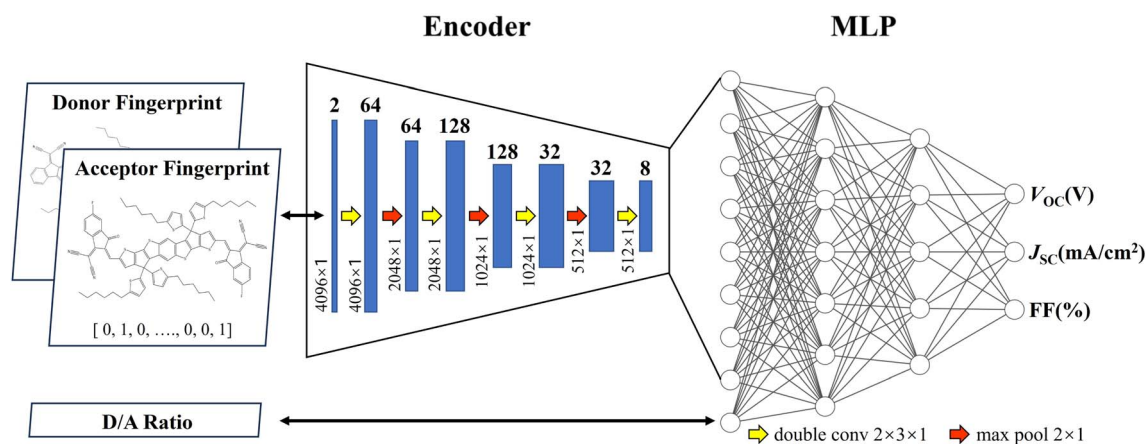 Encoder
MLP
Donor Fingerprint
Acceptor Fingerprint
[ 0, 1, 0, …., 0, 0, 1]
D/A Ratio
2
64
64
128
128
32
32
8
4096×1
4096×1
2048×1
2048×1
1024×1
1024×1
512×1
512×1
V_OC(V)
J_SC(mA/cm²)
FF(%)
double conv 2×3×1
max pool 2×1